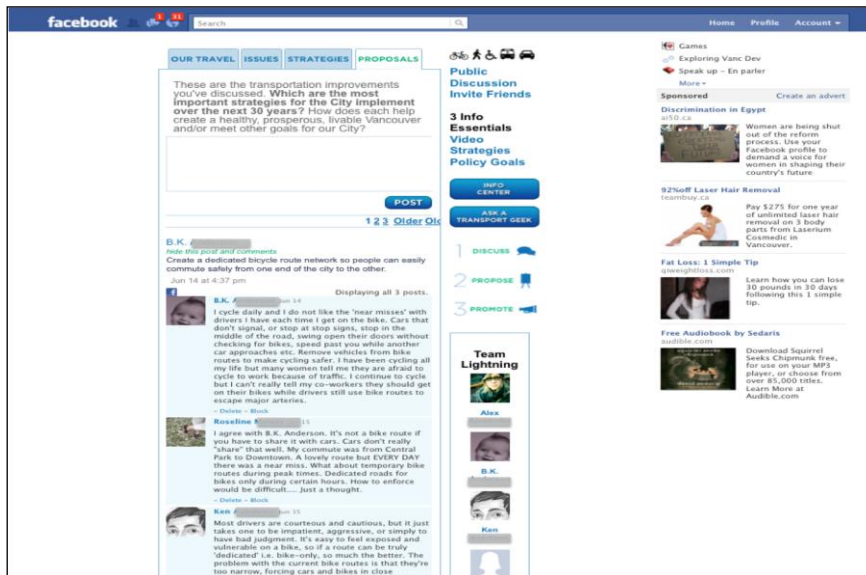 facebook
1
31
Search
Home Profile Account
OUR TRAVEL ISSUES STRATEGIES PROPOSALS
These are the transportation improvements
you've discussed. Which are the most
important strategies for the City implement
over the next 30 years? How does each help
create a healthy, prosperous, livable Vancouver
and/or meet other goals for our City?
POST
1 2 3 Older Old
B.K. A
hide this post and comments
Create a dedicated bicycle route network so people can easily
commute safely from one end of the city to the other.
Jun 14 at 4:37 pm
Displaying all 3 posts.
B.K. A Jun 14
I cycle daily and I do not like the 'near misses' with
drivers I have each time I get on the bike. Cars that
don't signal, or stop at stop signs, stop in the
middle of the road, swing open their doors without
checking for bikes, speed past you while another
car approaches etc. Remove vehicles from bike
routes to make cycling safer. I have been cycling all
my life but many women tell me they are afraid to
cycle to work because of traffic. I continue to cycle
but I can't really tell my co-workers they should get
on their bikes while drivers still use bike routes to
escape major arteries.
- Delete - Block
Roseline 15
I agree with B.K. Anderson. It's not a bike route if
you have to share it with cars. Cars don't really
"share" that well. My commute was from Central
Park to Downtown. A lovely route but EVERY DAY
there was a near miss. What about temporary bike
routes during peak times. Dedicated roads for
bikes only during certain hours. How to enforce
would be difficult.... Just a thought.
- Delete - Block
Ken Jun 15
Most drivers are courteous and cautious, but it just
takes one to be impatient, aggressive, or simply to
have bad judgment. It's easy to feel exposed and
vulnerable on a bike, so if a route can be truly
'dedicated' i.e. bike-only, so much the better. The
problem with the current bike routes is that they're
too narrow, forcing cars and bikes in close
Public
Discussion
Invite Friends
3 Info
Essentials
Video
Strategies
Policy Goals
INFO
CENTER
ASK A
TRANSPORT GEEK
1 DISCUSS
2 PROPOSE
3 PROMOTE
Team
Lightning
Alex
B.K.
Ken
Games
Exploring Vanc Dev
Speak up - En parler
More
Sponsored Create an advert
Discrimination in Egypt
ai50.ca
Women are being shut
out of the reform
process. Use your
Facebook profile to
demand a voice for
women in shaping their
country's future
92%off Laser Hair Removal
teambuy.ca
Pay $275 for one year
of unlimited laser hair
removal on 3 body
parts from Laserium
Cosmedic in
Vancouver.
Fat Loss: 1 Simple Tip
qiweightloss.com
Learn how you can lose
30 pounds in 30 days
following this 1 simple
tip.
Free Audiobook by Sedaris
audible.com
Download Squirrel
Seeks Chipmunk free,
for use on your MP3
player, or choose from
over 85,000 titles.
Learn More at
Audible.com